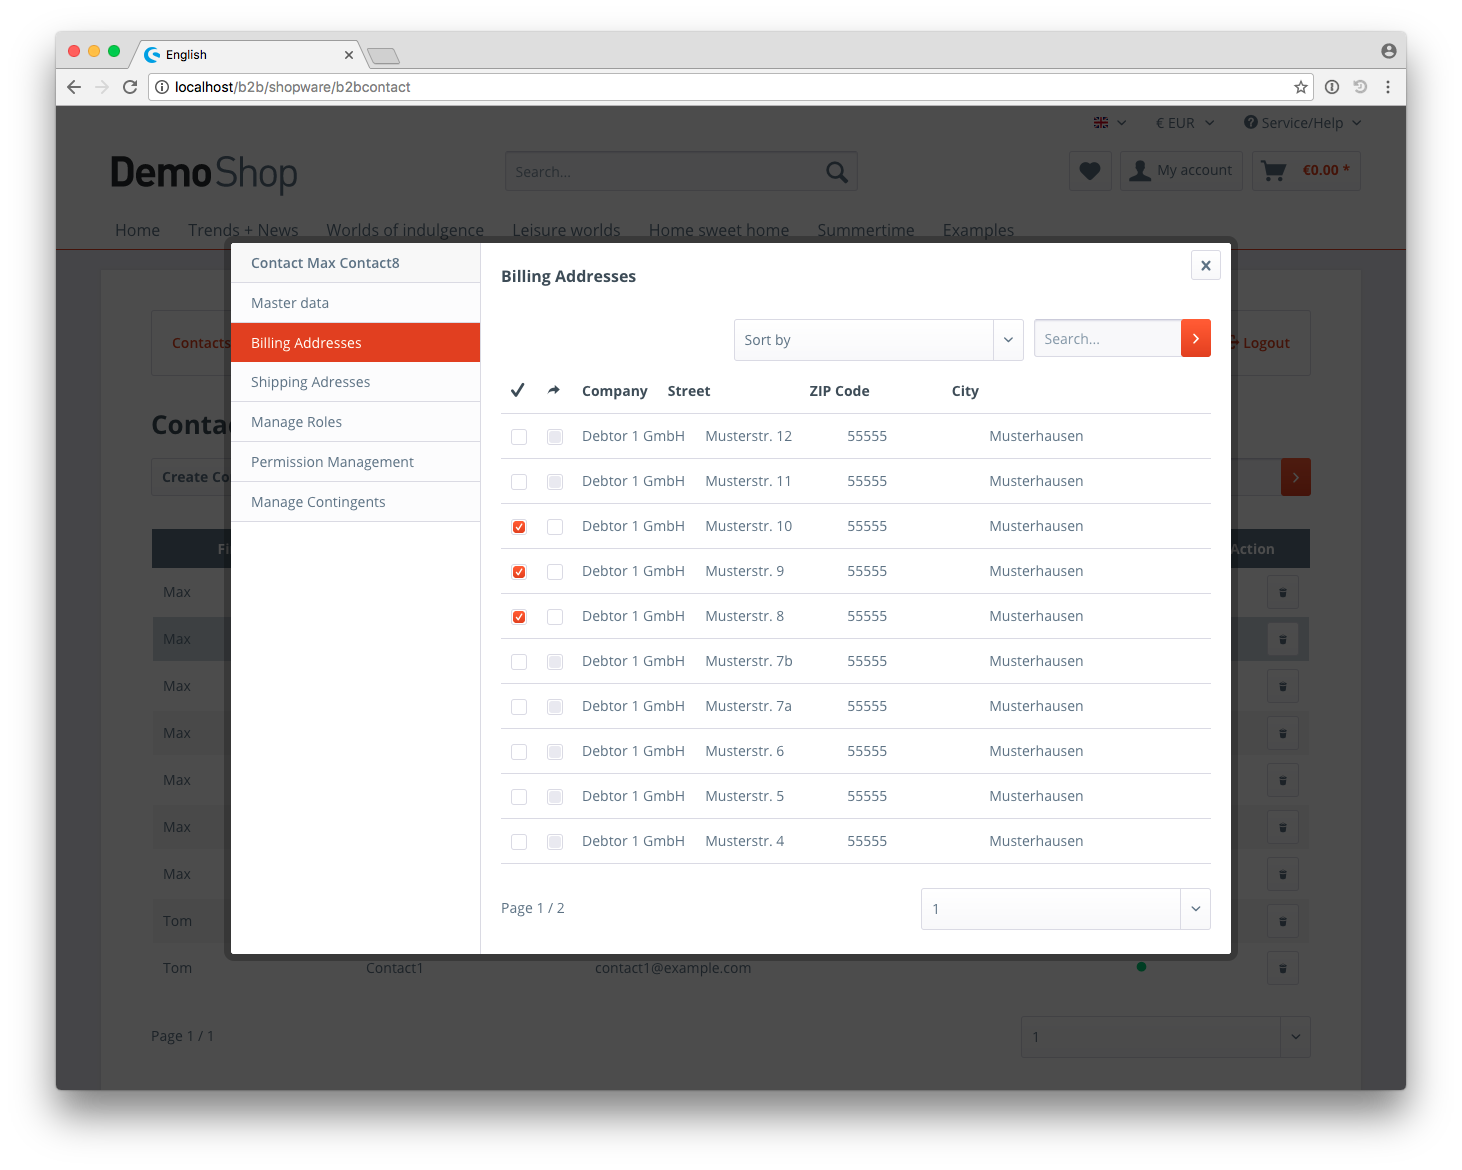 English
localhost/b2b/shopware/b2bcontact
€ EUR
Service/Help
DemoShop
Search...
My account
€0.00 *
Home Trends + News Worlds of indulgence Leisure worlds Home sweet home Summertime Examples
Contact Max Contact8
Master data
Billing Addresses
Shipping Adresses
Manage Roles
Permission Management
Manage Contingents
Billing Addresses
Sort by
Search...
Company Street ZIP Code City
Debtor 1 GmbH Musterstr. 12 55555 Musterhausen
Debtor 1 GmbH Musterstr. 11 55555 Musterhausen
Debtor 1 GmbH Musterstr. 10 55555 Musterhausen
Debtor 1 GmbH Musterstr. 9 55555 Musterhausen
Debtor 1 GmbH Musterstr. 8 55555 Musterhausen
Debtor 1 GmbH Musterstr. 7b 55555 Musterhausen
Debtor 1 GmbH Musterstr. 7a 55555 Musterhausen
Debtor 1 GmbH Musterstr. 6 55555 Musterhausen
Debtor 1 GmbH Musterstr. 5 55555 Musterhausen
Debtor 1 GmbH Musterstr. 4 55555 Musterhausen
Page 1 / 2
1
Contacts
Logout
Create
Action
Max
Max
Max
Max
Max
Max
Max
Tom
Tom Contact1 contact1@example.com
Page 1 / 1
1